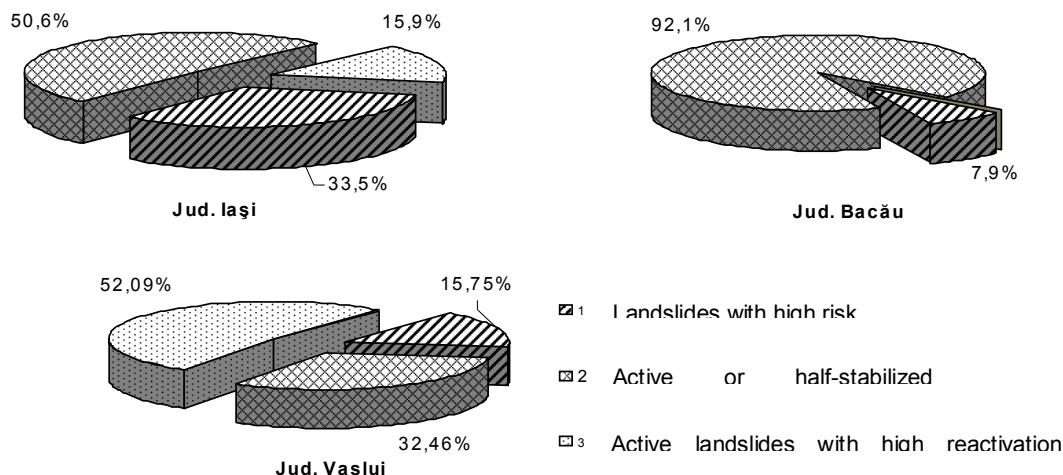 50,6%
15,9%
33,5%
Jud. Iaşi
92,1%
7,9%
Jud. Bacău
52,09%
15,75%
32,46%
Jud. Vaslui
1 Landslides with high risk
2 Active or half-stabilized
3 Active landslides with high reactivation